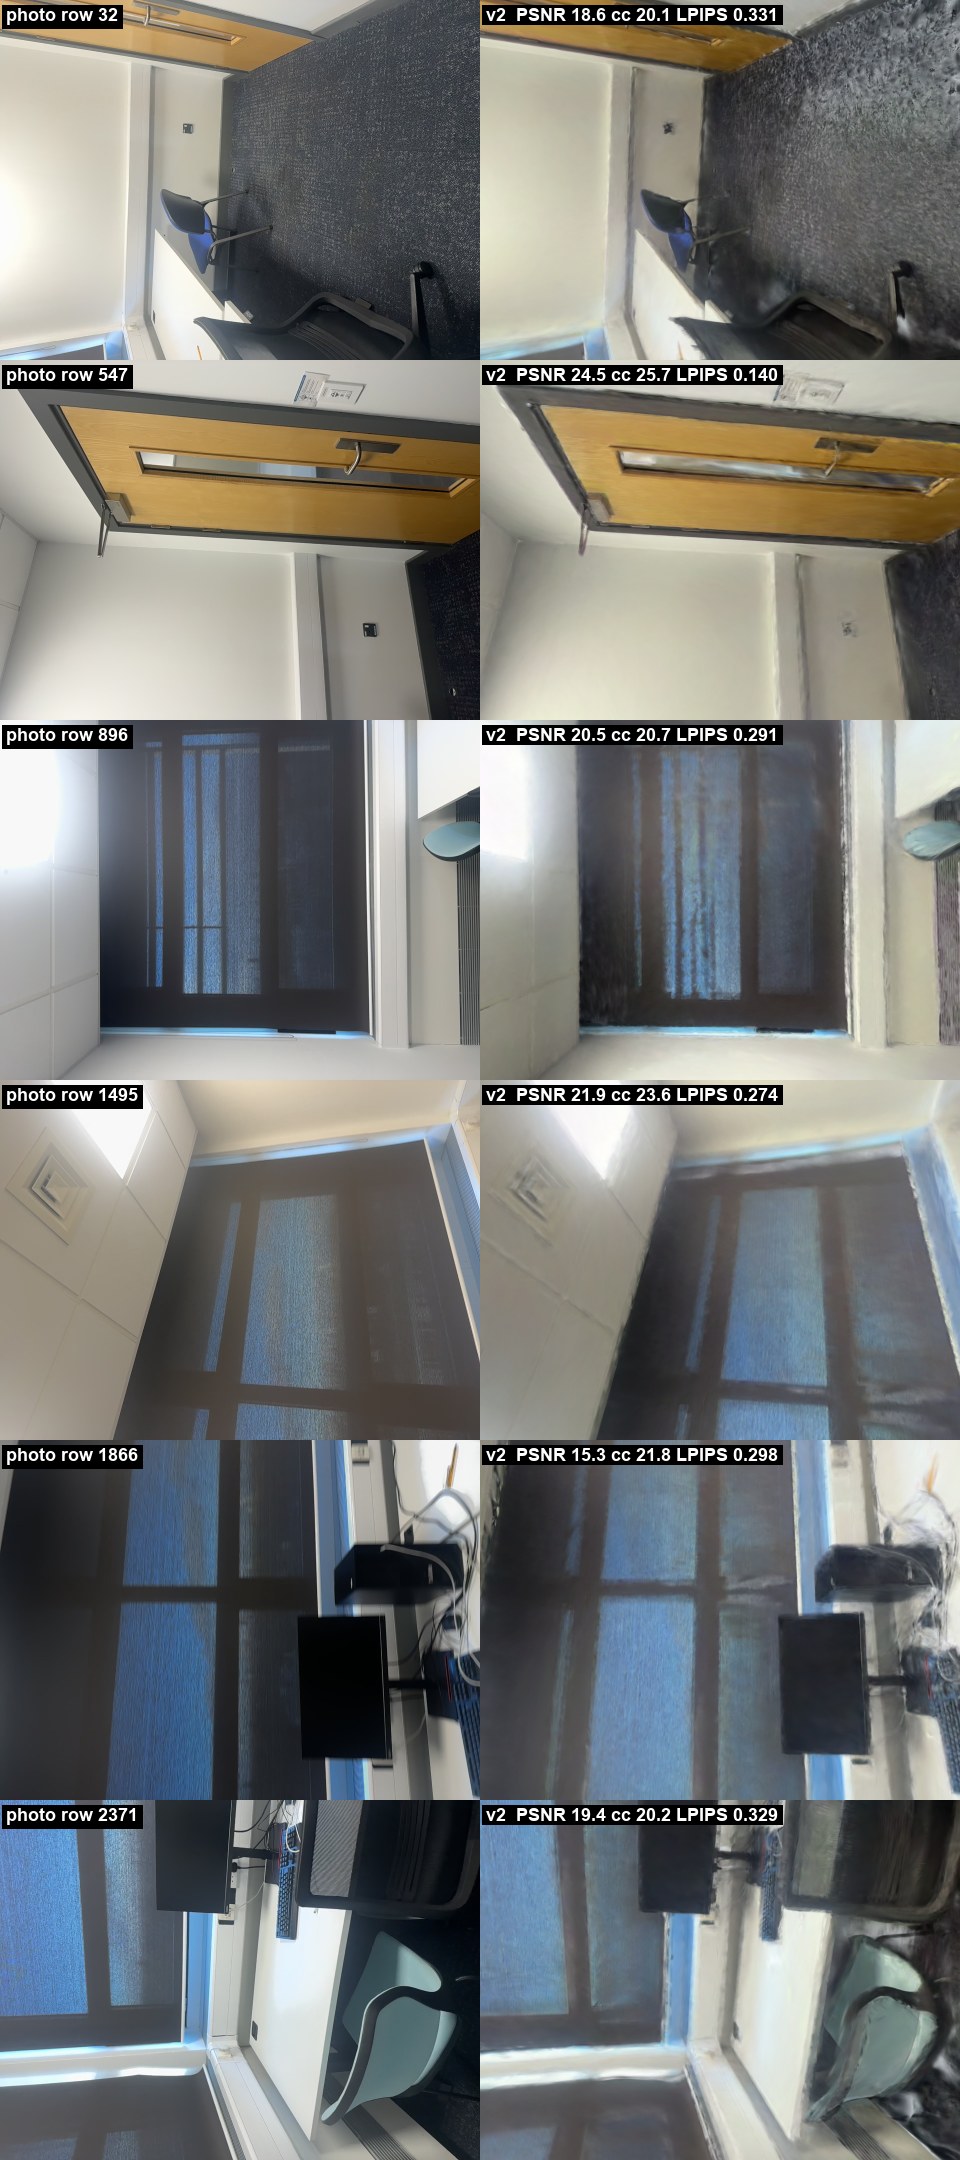 photo row 32
v2 PSNR 18.6 cc 20.1 LPIPS 0.331
photo row 547
v2 PSNR 24.5 cc 25.7 LPIPS 0.140
photo row 896
v2 PSNR 20.5 cc 20.7 LPIPS 0.291
photo row 1495
v2 PSNR 21.9 cc 23.6 LPIPS 0.274
photo row 1866
v2 PSNR 15.3 cc 21.8 LPIPS 0.298
photo row 2371
v2 PSNR 19.4 cc 20.2 LPIPS 0.329